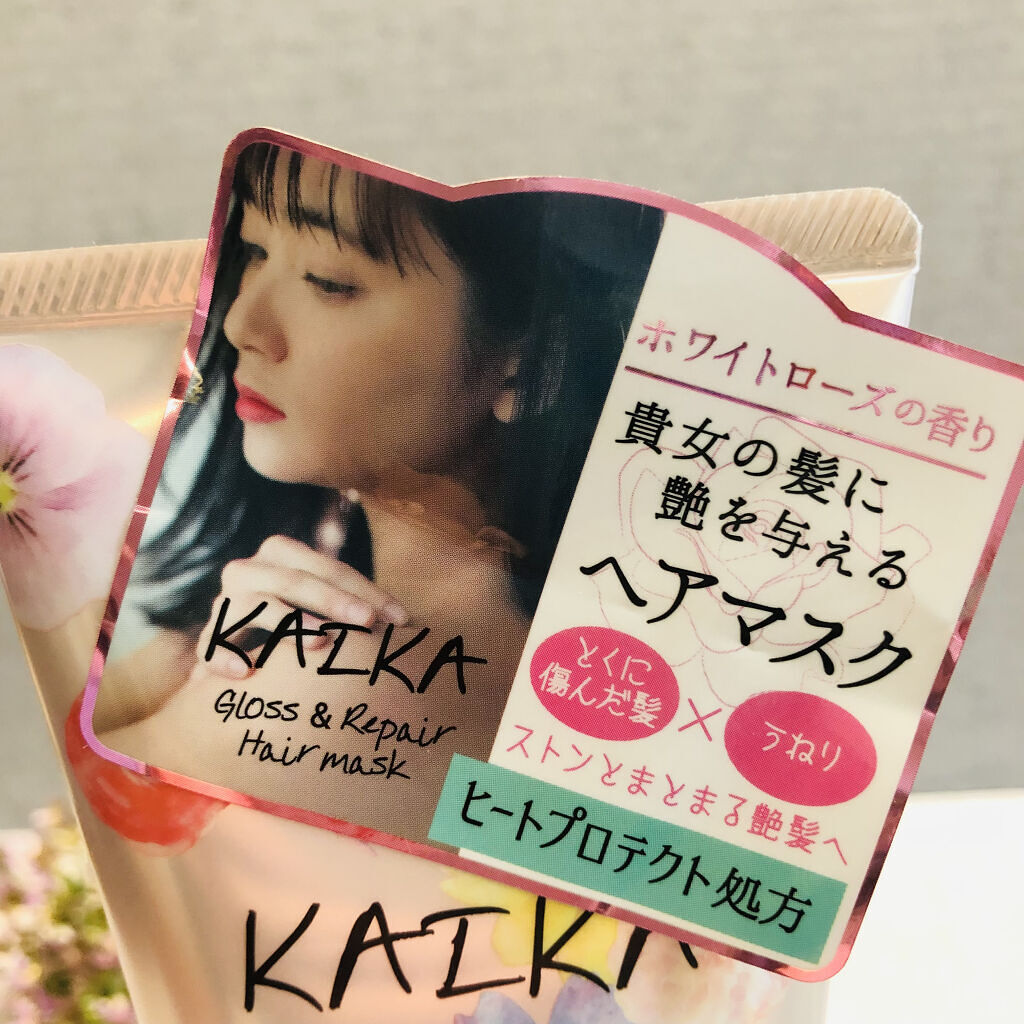 ホワイトローズの香り
貴女の髪に
艶を与える
ヘアマスク
とくに
傷んだ髪
×
うねり
ストンとまとまる艶髪へ
ヒートプロテクト処方
KAIKA
Gloss & Repair
Hair mask
KAIKA